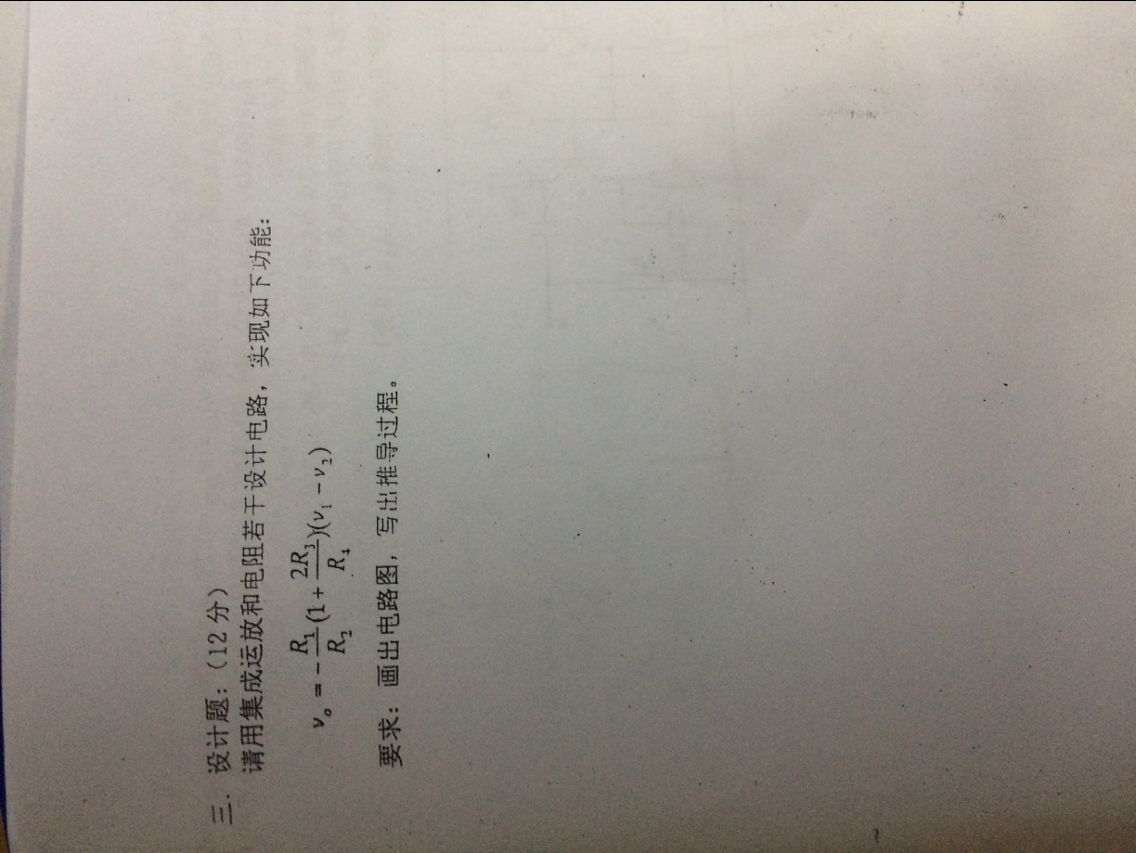 三. 设计题：（12 分）
请用集成运放和电阻若干设计电路，实现如下功能：
v_o = -\frac{R_1}{R_2}(1+\frac{2R_3}{R_4})(v_1-v_2)
要求：画出电路图，写出推导过程。